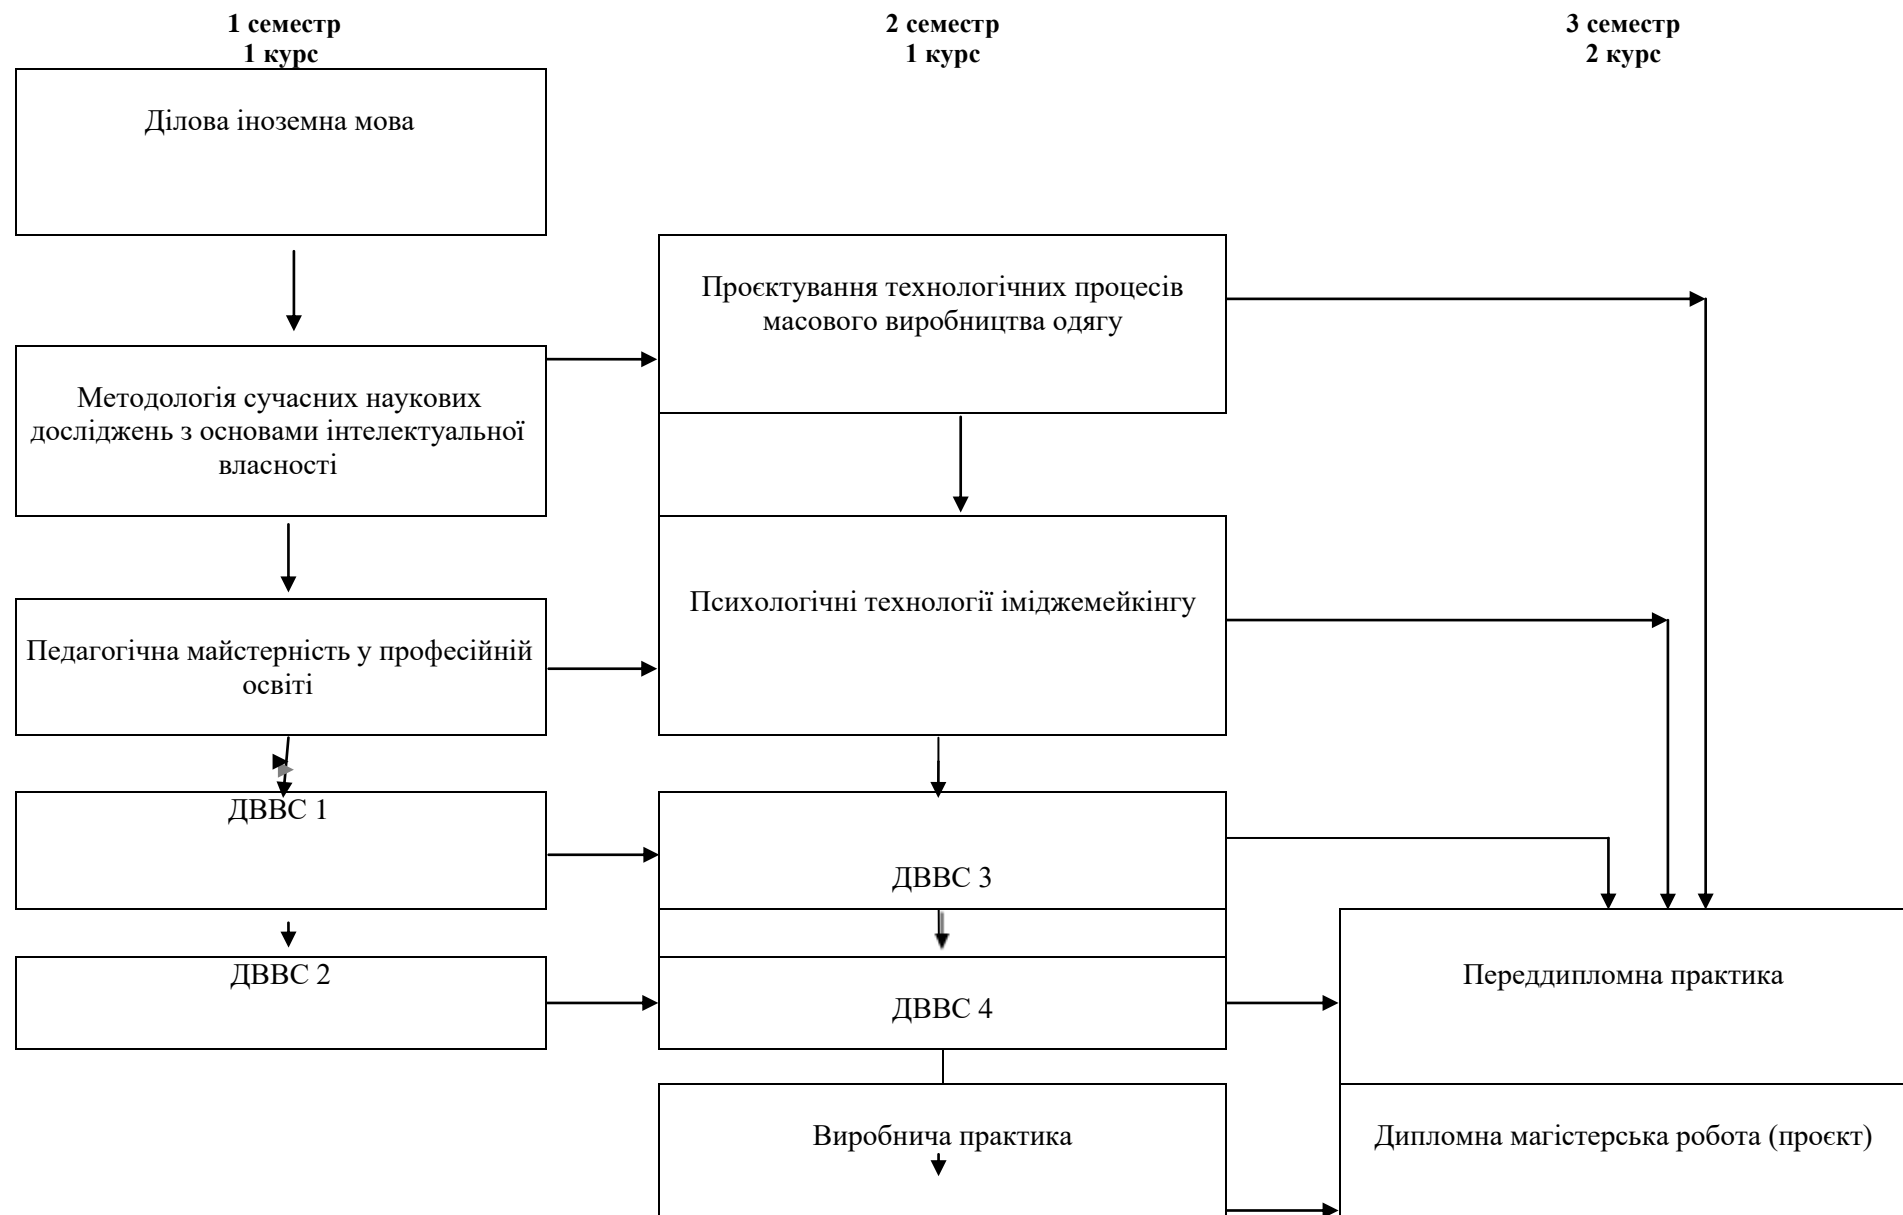 1 семестр
1 курс
2 семестр
1 курс
3 семестр
2 курс
Ділова іноземна мова
Проєктування технологічних процесів
масового виробництва одягу
Методологія сучасних наукових
досліджень з основами інтелектуальної
власності
Психологічні технології іміджемейкінгу
Педагогічна майстерність у професійній
освіті
ДВВС 1
ДВВС 3
ДВВС 2
ДВВС 4
Переддипломна практика
Виробнича практика
Дипломна магістерська робота (проєкт)